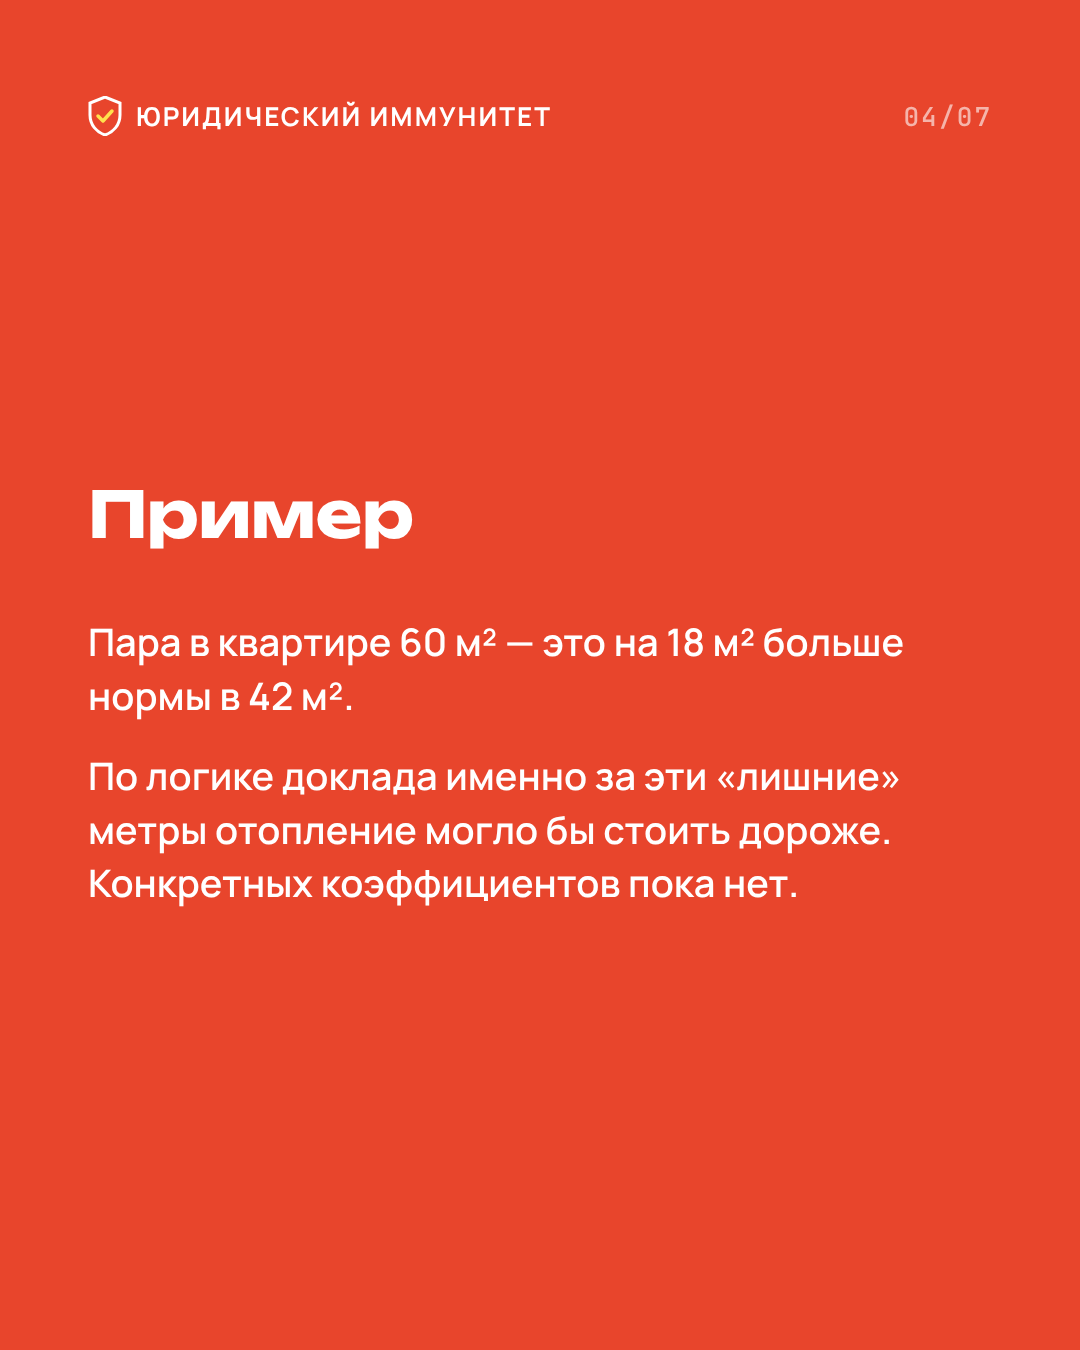 ЮРИДИЧЕСКИЙ ИММУНИТЕТ
04/07
Пример
Пара в квартире 60 м² — это на 18 м² больше
нормы в 42 м².
По логике доклада именно за эти «лишние»
метры отопление могло бы стоить дороже.
Конкретных коэффициентов пока нет.